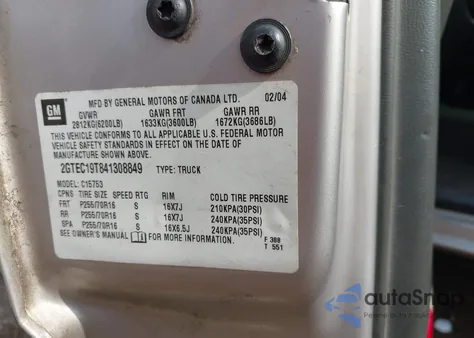 GM
MFD BY GENERAL MOTORS OF CANADA LTD. 02/04
GVWR GAWR FRT GAWR RR
2812KG(6200LB) 1633KG(3600LB) 1672KG(3686LB)
THIS VEHICLE CONFORMS TO ALL APPLICABLE U.S. FEDERAL MOTOR
VEHICLE SAFETY STANDARDS IN EFFECT ON THE DATE OF
MANUFACTURE SHOWN ABOVE.
2GTEC19T841308849 TYPE: TRUCK
MODEL: C15753
CPNS TIRE SIZE SPEED RTG RIM COLD TIRE PRESSURE
FRT P255/70R16 S 16X7J 210KPA(30PSI)
RR P255/70R16 S 16X7J 240KPA(35PSI)
SPA P255/70R16 S 16X6.5J 240KPA(35PSI)
SEE OWNER'S MANUAL FOR MORE INFORMATION.
F 388
T 551
autoSnap